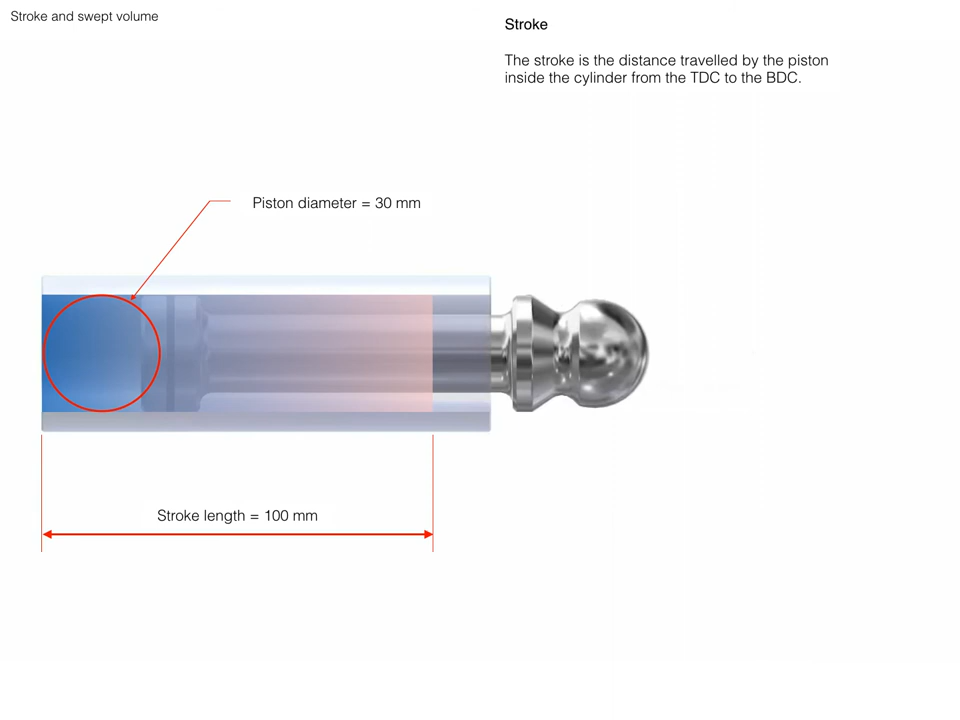 Stroke and swept volume
Stroke
The stroke is the distance travelled by the piston
inside the cylinder from the TDC to the BDC.
Piston diameter = 30 mm
Stroke length = 100 mm